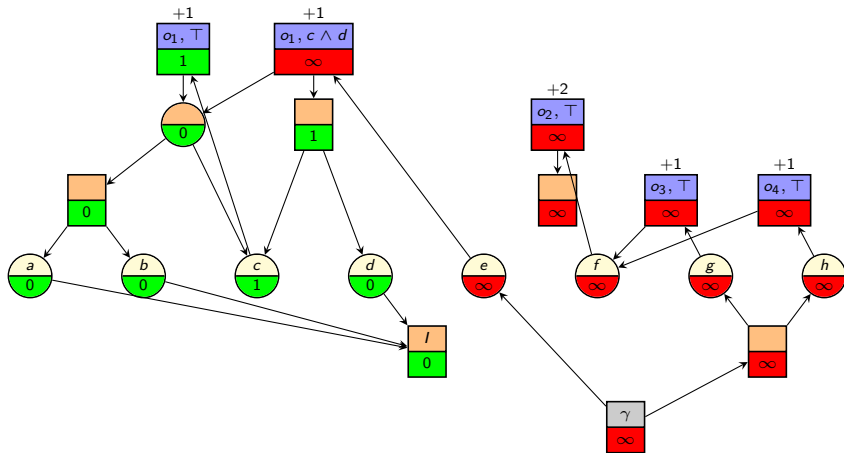 +1 +1
o₁, ⊤ o₁, c ∧ d
1 ∞
+2
o₂, ⊤
0 1 ∞
+1 +1
o₃, ⊤ o₄, ⊤
0 ∞ ∞ ∞
a b c d e f g h
0 0 1 0 ∞ ∞ ∞ ∞
I
0 ∞
γ
∞